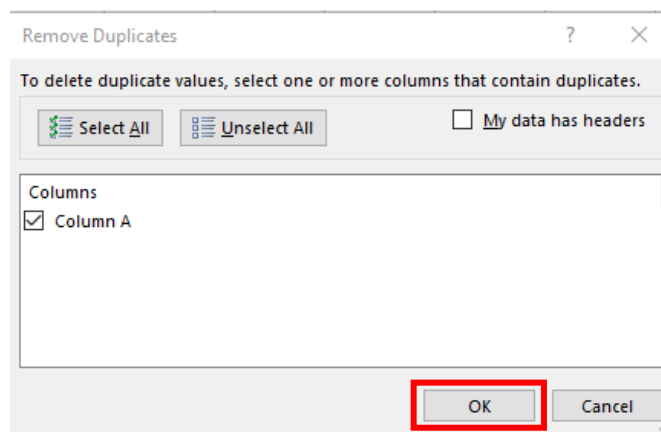 Remove Duplicates ?
To delete duplicate values, select one or more columns that contain duplicates.
Select All Unselect All My data has headers
Columns
Column A
OK Cancel